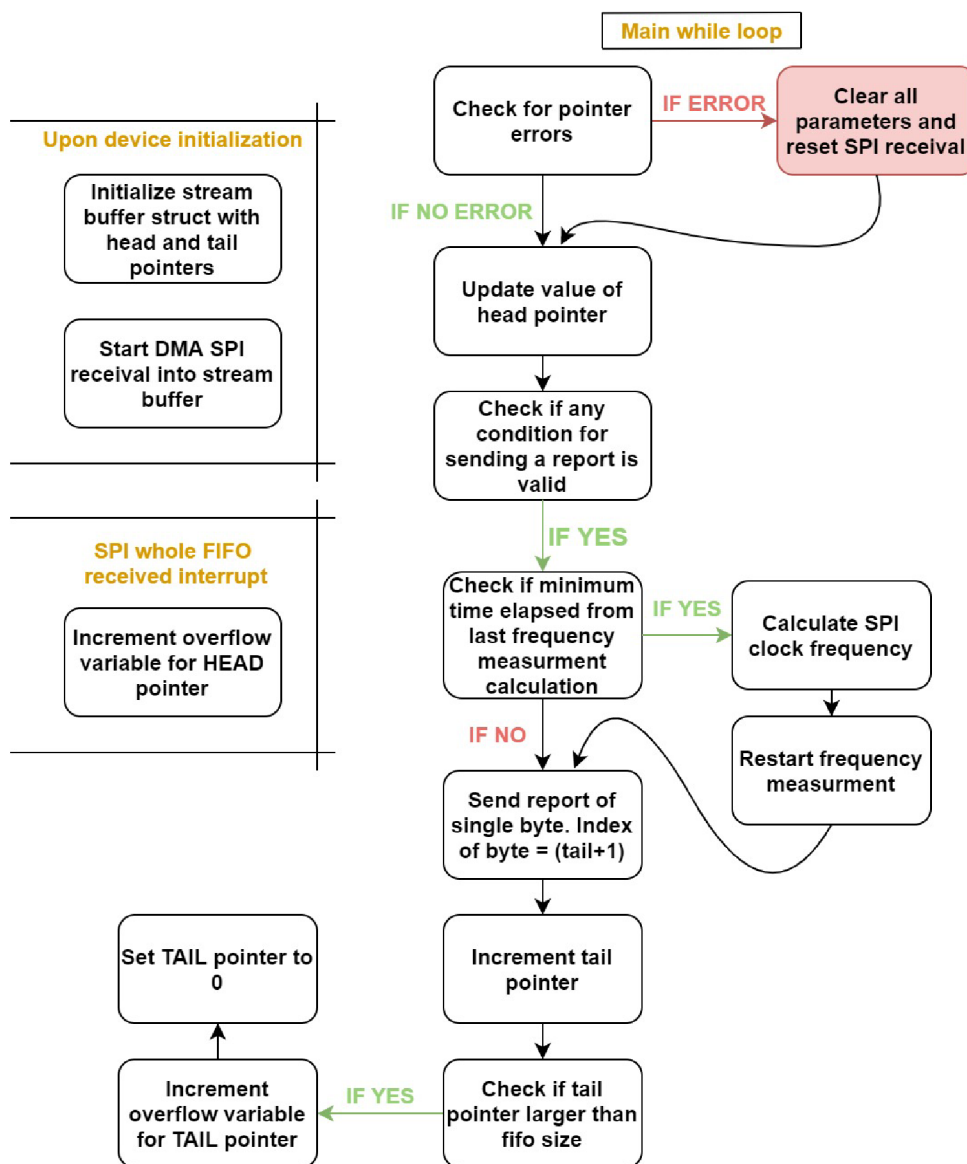 Main while loop
Check for pointer
errors
IF ERROR
Clear all
parameters and
reset SPI receival
Upon device initialization
Initialize stream
buffer struct with
head and tail
pointers
Start DMA SPI
receival into stream
buffer
IF NO ERROR
Update value of
head pointer
Check if any
condition for
sending a report is
valid
IF YES
SPI whole FIFO
received interrupt
Increment overflow
variable for HEAD
pointer
Check if minimum
time elapsed from
last frequency
measurment
calculation
IF YES
Calculate SPI
clock frequency
IF NO
Restart frequency
measurment
Send report of
single byte. Index
of byte = (tail+1)
Increment tail
pointer
Check if tail
pointer larger than
fifo size
IF YES
Increment
overflow variable
for TAIL pointer
Set TAIL pointer to
0